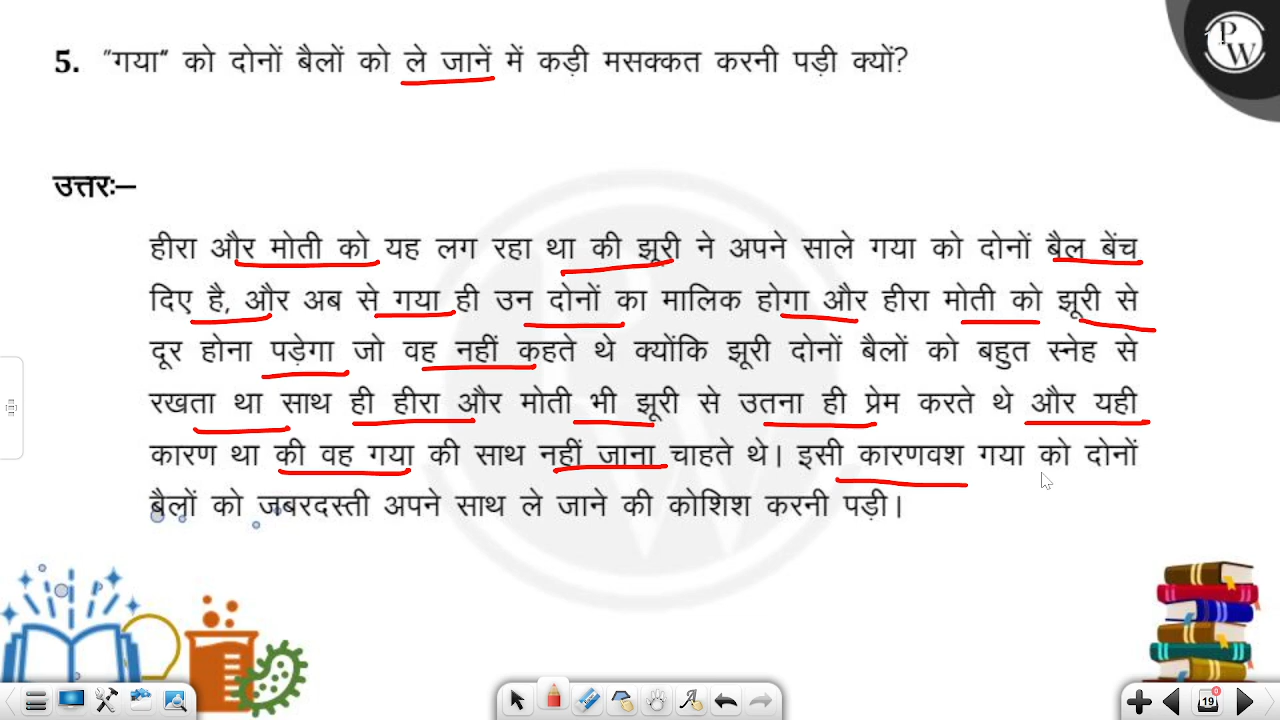 5. "गया" को दोनों बैलों को ले जानें में कड़ी मसक्कत करनी पड़ी क्यों?
PW
उत्तरः—
हीरा और मोती को यह लग रहा था की झूरी ने अपने साले गया को दोनों बैल बेंच
दिए है, और अब से गया ही उन दोनों का मालिक होगा और हीरा मोती को झूरी से
दूर होना पड़ेगा जो वह नहीं कहते थे क्योंकि झूरी दोनों बैलों को बहुत स्नेह से
रखता था साथ ही हीरा और मोती भी झूरी से उतना ही प्रेम करते थे और यही
कारण था की वह गया की साथ नहीं जाना चाहते थे। इसी कारणवश गया को दोनों
बैलों को जबरदस्ती अपने साथ ले जाने की कोशिश करनी पड़ी।
19